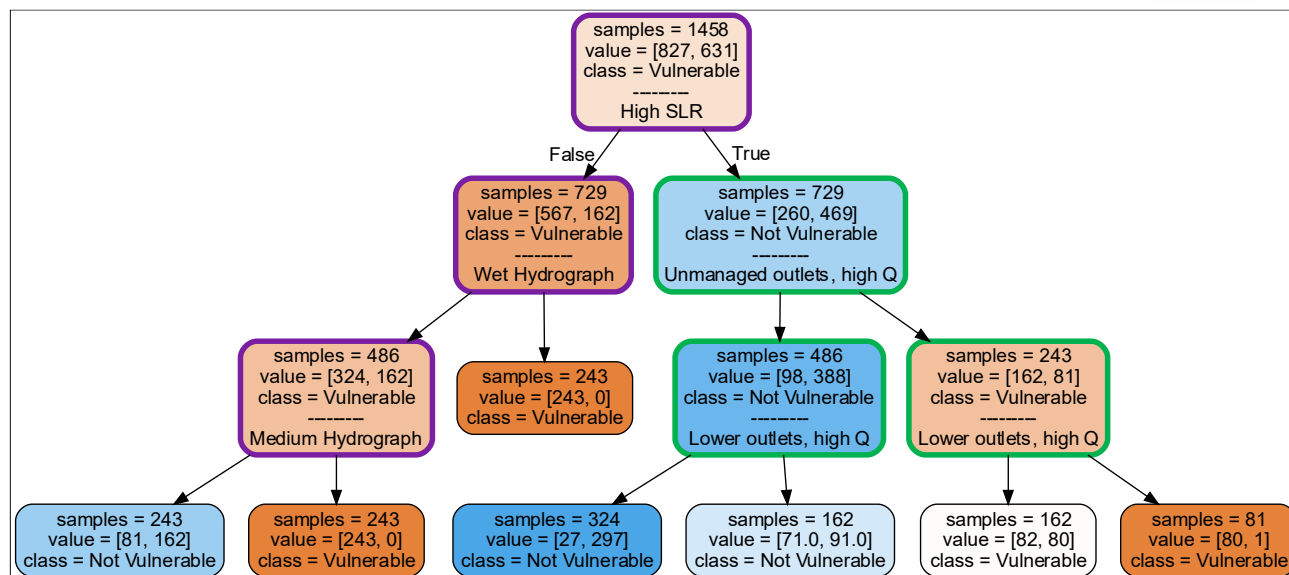 samples = 1458
value = [827, 631]
class = Vulnerable
---------
High SLR
False
True
samples = 729
value = [567, 162]
class = Vulnerable
---------
Wet Hydrograph
samples = 729
value = [260, 469]
class = Not Vulnerable
---------
Unmanaged outlets, high Q
samples = 486
value = [324, 162]
class = Vulnerable
---------
Medium Hydrograph
samples = 243
value = [243, 0]
class = Vulnerable
samples = 486
value = [98, 388]
class = Not Vulnerable
---------
Lower outlets, high Q
samples = 243
value = [162, 81]
class = Vulnerable
---------
Lower outlets, high Q
samples = 243
value = [81, 162]
class = Not Vulnerable
samples = 243
value = [243, 0]
class = Vulnerable
samples = 324
value = [27, 297]
class = Not Vulnerable
samples = 162
value = [71.0, 91.0]
class = Not Vulnerable
samples = 162
value = [82, 80]
class = Vulnerable
samples = 81
value = [80, 1]
class = Vulnerable